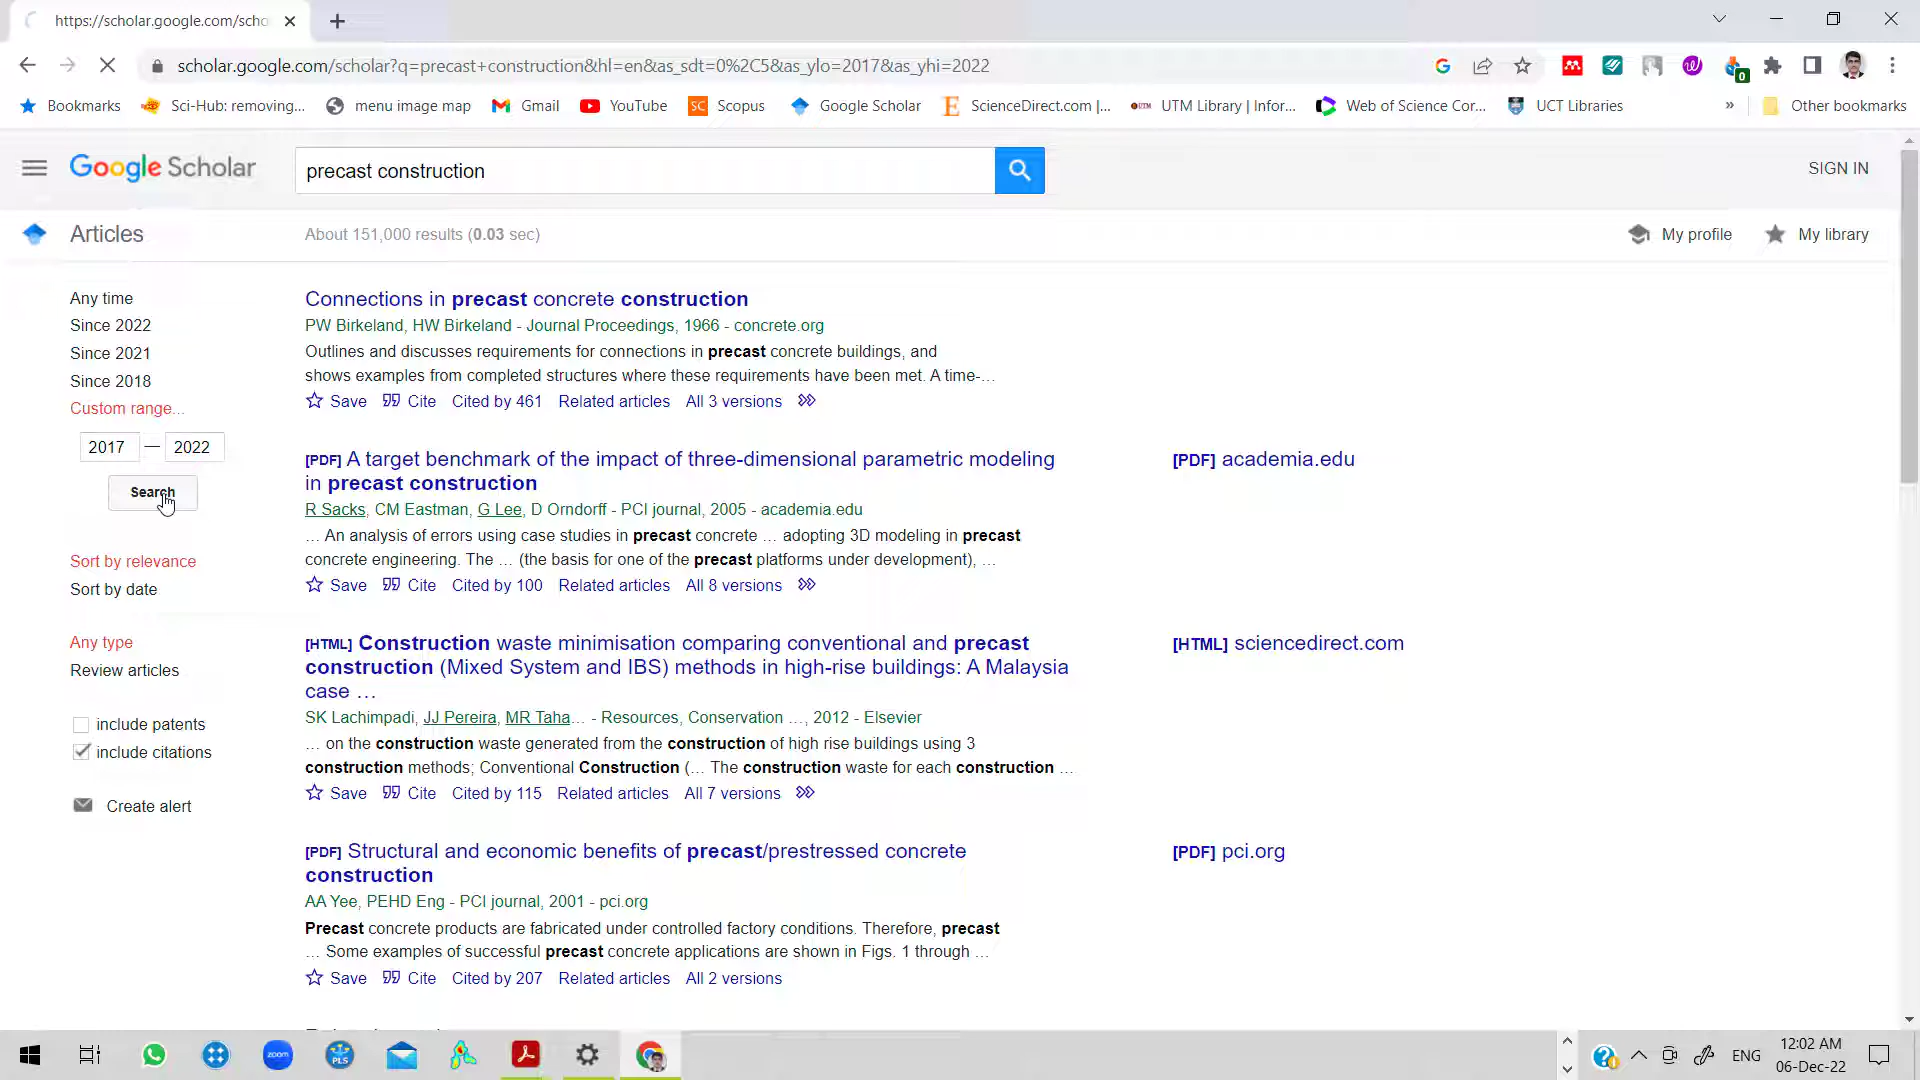 https://scholar.google.com/scho
scholar.google.com/scholar?q=precast+construction&hl=en&as_sdt=0%2C5&as_ylo=2017&as_yhi=2022
0
Bookmarks Sci-Hub: removing... menu image map Gmail YouTube SC Scopus Google Scholar ScienceDirect.com |... UTM Library | Infor... Web of Science Cor... UCT Libraries » Other bookmarks
Google Scholar
precast construction
SIGN IN
Articles
About 151,000 results (0.03 sec)
My profile
My library
Any time
Since 2022
Since 2021
Since 2018
Custom range...
2017 — 2022
Search
Sort by relevance
Sort by date
Any type
Review articles
include patents
include citations
Create alert
Connections in precast concrete construction
PW Birkeland, HW Birkeland - Journal Proceedings, 1966 - concrete.org
Outlines and discusses requirements for connections in precast concrete buildings, and
shows examples from completed structures where these requirements have been met. A time-…
Save Cite Cited by 461 Related articles All 3 versions
[PDF] A target benchmark of the impact of three-dimensional parametric modeling
in precast construction
R Sacks, CM Eastman, G Lee, D Orndorff - PCI journal, 2005 - academia.edu
… An analysis of errors using case studies in precast concrete … adopting 3D modeling in precast
concrete engineering. The … (the basis for one of the precast platforms under development), …
Save Cite Cited by 100 Related articles All 8 versions
[PDF] academia.edu
[HTML] Construction waste minimisation comparing conventional and precast
construction (Mixed System and IBS) methods in high-rise buildings: A Malaysia
case …
SK Lachimpadi, JJ Pereira, MR Taha… - Resources, Conservation …, 2012 - Elsevier
… on the construction waste generated from the construction of high rise buildings using 3
construction methods; Conventional Construction (… The construction waste for each construction …
Save Cite Cited by 115 Related articles All 7 versions
[HTML] sciencedirect.com
[PDF] Structural and economic benefits of precast/prestressed concrete
construction
AA Yee, PEHD Eng - PCI journal, 2001 - pci.org
Precast concrete products are fabricated under controlled factory conditions. Therefore, precast
… Some examples of successful precast concrete applications are shown in Figs. 1 through …
Save Cite Cited by 207 Related articles All 2 versions
[PDF] pci.org
zoom
PLS
ENG
12:02 AM
06-Dec-22